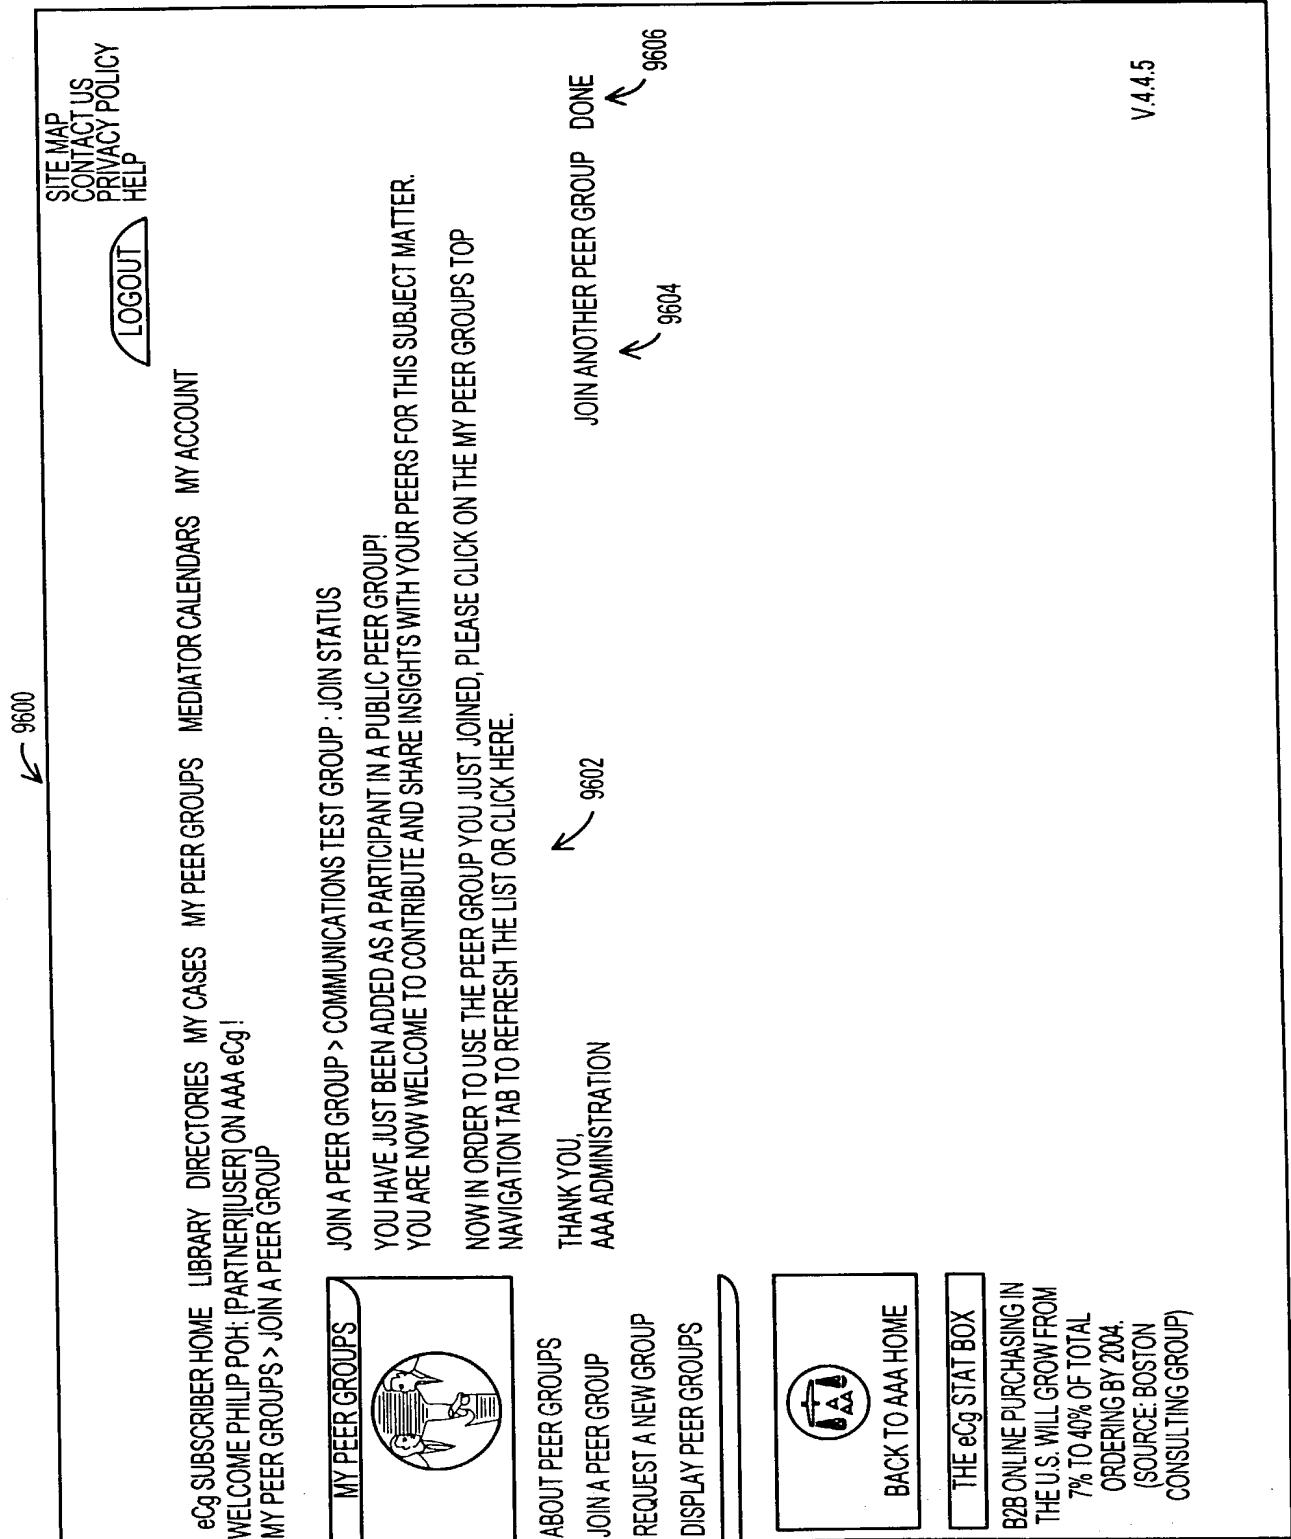 9600
SITE MAP
CONTACT US
PRIVACY POLICY
HELP
LOGOUT
eCg SUBSCRIBER HOME LIBRARY DIRECTORIES MY CASES MY PEER GROUPS MEDIATOR CALENDARS MY ACCOUNT
WELCOME PHILIP POH: [PARTNER][USER] ON AAA eCg !
MY PEER GROUPS > JOIN A PEER GROUP
MY PEER GROUPS
ABOUT PEER GROUPS
JOIN A PEER GROUP
REQUEST A NEW GROUP
DISPLAY PEER GROUPS
BACK TO AAA HOME
THE eCg STAT BOX
B2B ONLINE PURCHASING IN
THE U.S. WILL GROW FROM
7% TO 40% OF TOTAL
ORDERING BY 2004.
(SOURCE: BOSTON
CONSULTING GROUP)
JOIN A PEER GROUP > COMMUNICATIONS TEST GROUP : JOIN STATUS
YOU HAVE JUST BEEN ADDED AS A PARTICIPANT IN A PUBLIC PEER GROUP!
YOU ARE NOW WELCOME TO CONTRIBUTE AND SHARE INSIGHTS WITH YOUR PEERS FOR THIS SUBJECT MATTER.
NOW IN ORDER TO USE THE PEER GROUP YOU JUST JOINED, PLEASE CLICK ON THE MY PEER GROUPS TOP
NAVIGATION TAB TO REFRESH THE LIST OR CLICK HERE.
THANK YOU,
AAA ADMINISTRATION
9602
JOIN ANOTHER PEER GROUP DONE
9604
9606
V.4.4.5